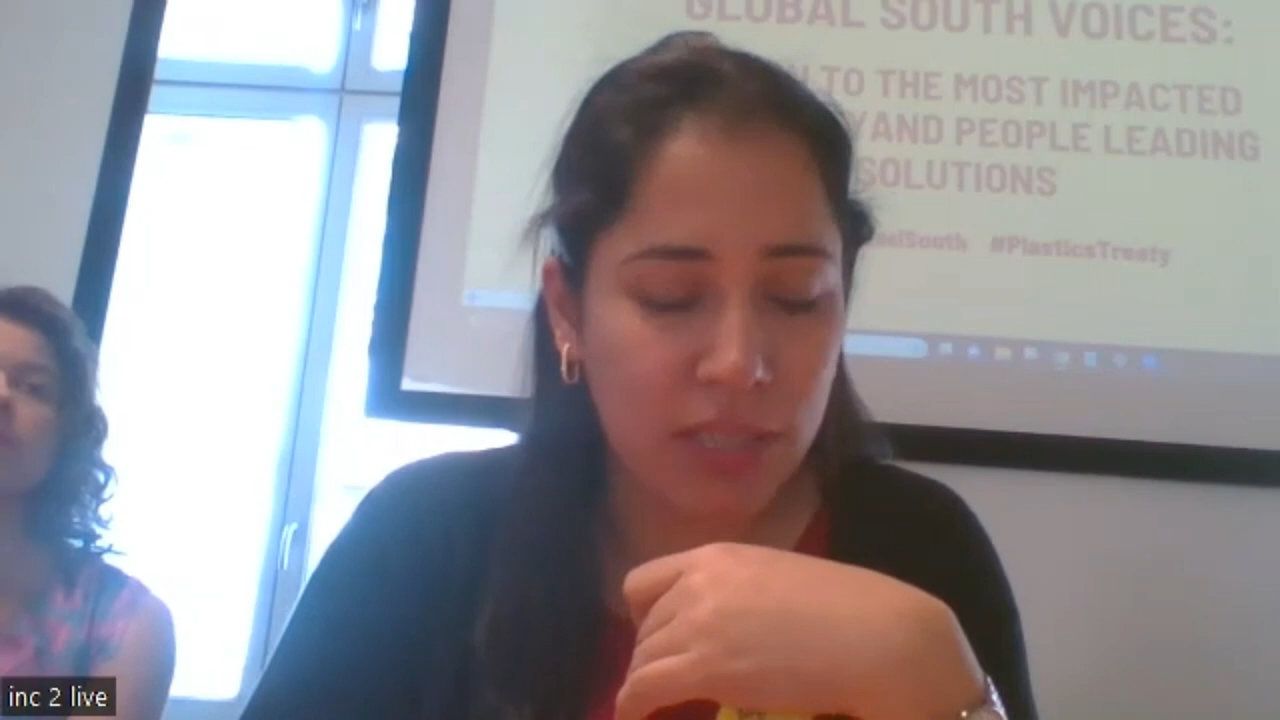 GLOBAL SOUTH VOICES:
TO THE MOST IMPACTED
AND PEOPLE LEADING
SOLUTIONS
#PlasticsTreaty
inc 2 live